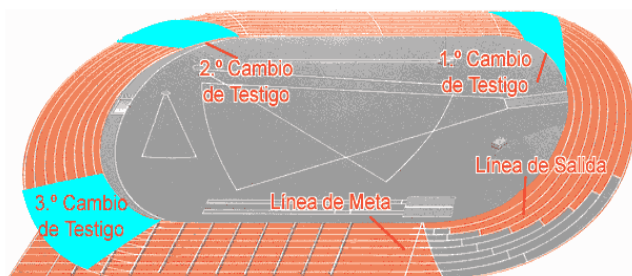 2.º Cambio
de Testigo
1.º Cambio
de Testigo
Línea de Salida
3.º Cambio
de Testigo
Línea de Meta